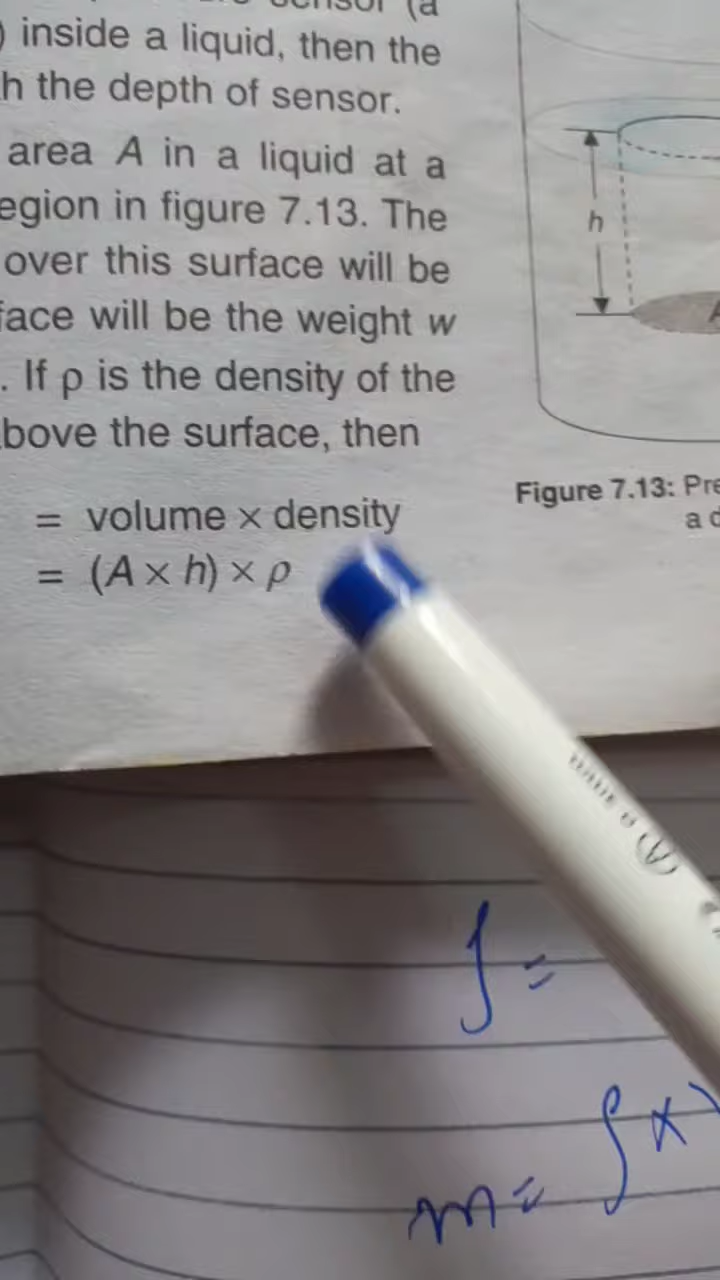 inside a liquid, then the
h the depth of sensor.
area A in a liquid at a
egion in figure 7.13. The
over this surface will be
face will be the weight w
. If ρ is the density of the
bove the surface, then
= volume × density
= (A × h) × ρ
h
Figure 7.13: Pre
a d
=
m =